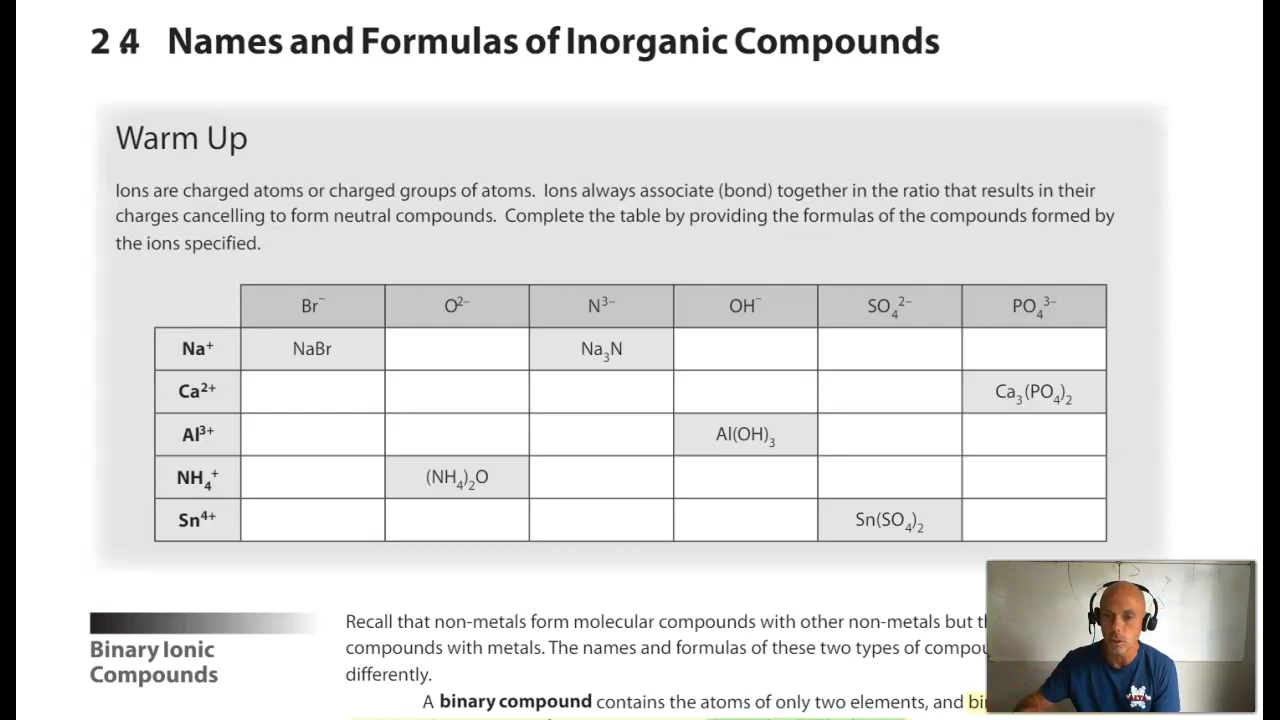 2 4 Names and Formulas of Inorganic Compounds
Warm Up
Ions are charged atoms or charged groups of atoms. Ions always associate (bond) together in the ratio that results in their
charges cancelling to form neutral compounds. Complete the table by providing the formulas of the compounds formed by
the ions specified.
Br⁻ O²⁻ N³⁻ OH⁻ SO₄²⁻ PO₄³⁻
Na⁺ NaBr Na₃N
Ca²⁺ Ca₃(PO₄)₂
Al³⁺ Al(OH)₃
NH₄⁺ (NH₄)₂O
Sn⁴⁺ Sn(SO₄)₂
Binary Ionic
Compounds
Recall that non-metals form molecular compounds with other non-metals but
compounds with metals. The names and formulas of these two types of
differently.
A binary compound contains the atoms of only two elements, and